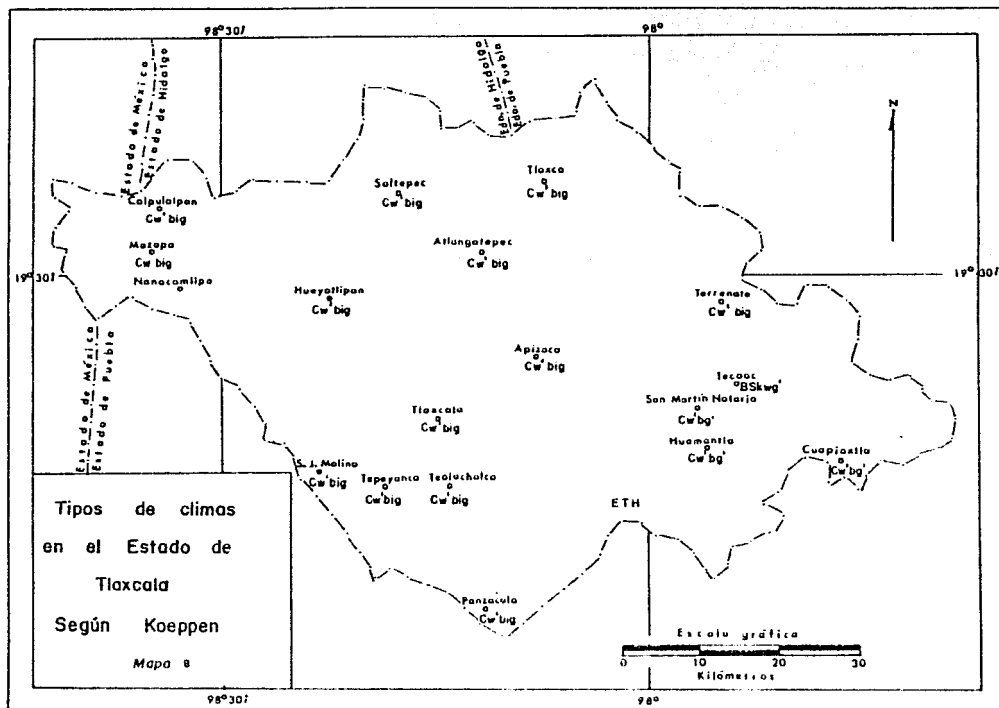 98°30'
98°
Estado de México
Estado de Hidalgo
Edo. de Hidalgo
Edo. de Puebla
N
Calpulalpan
Cw'big
Soltepec
Cw'big
Tlaxco
Cw'big
Mazapa
Cw big
Atlangatepec
Cw'big
19°30'
19°30'
Nanacamilpa
Hueyotlipan
Cw'big
Terrenate
Cw'big
Estado de México
Estado de Puebla
Apizaco
Cw'big
Tecoac
BSkwg'
San Martín Notario
Cw'bg'
Tlaxcala
Cw'big
Huamantla
Cw'bg'
Cuapiaxtla
Cw'bg'
S. J. Molino
Cw'big
Tepeyanco
Cw'big
Teolocholco
Cw'big
ETH
Tipos de climas
en el Estado de
Tlaxcala
Según Koeppen
Mapa 8
Panzacola
Cw'big
Escala gráfica
0 10 20 30
Kilómetros
98°30'
98°